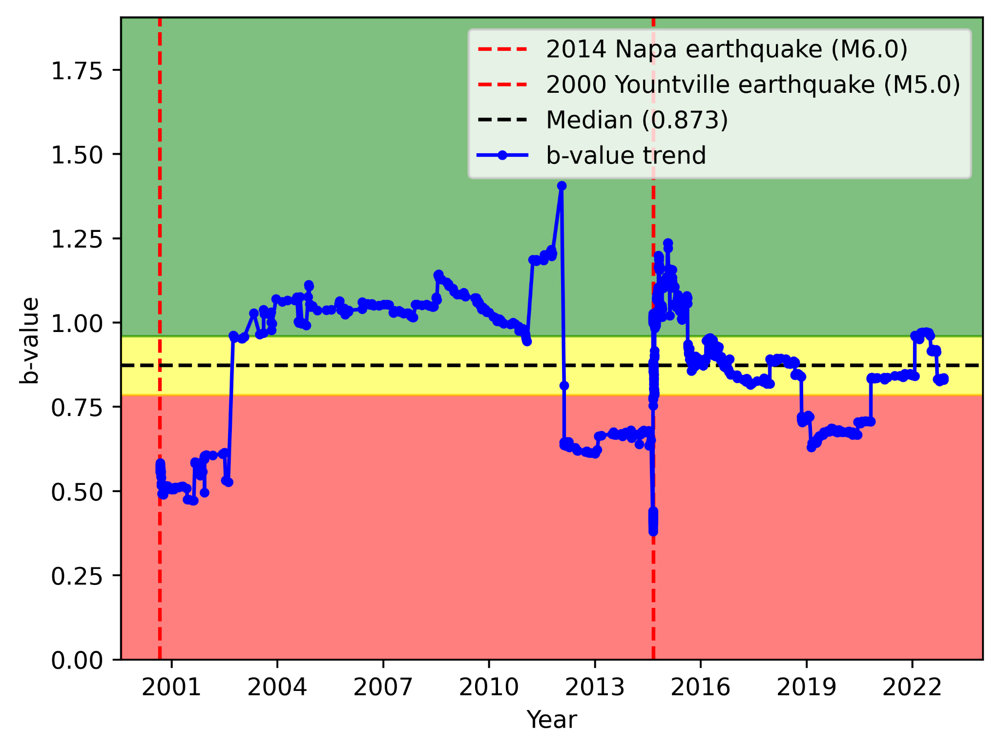 2014 Napa earthquake (M6.0)
2000 Yountville earthquake (M5.0)
Median (0.873)
b-value trend
1.75
1.50
1.25
1.00
0.75
0.50
0.25
0.00
b-value
2001 2004 2007 2010 2013 2016 2019 2022
Year